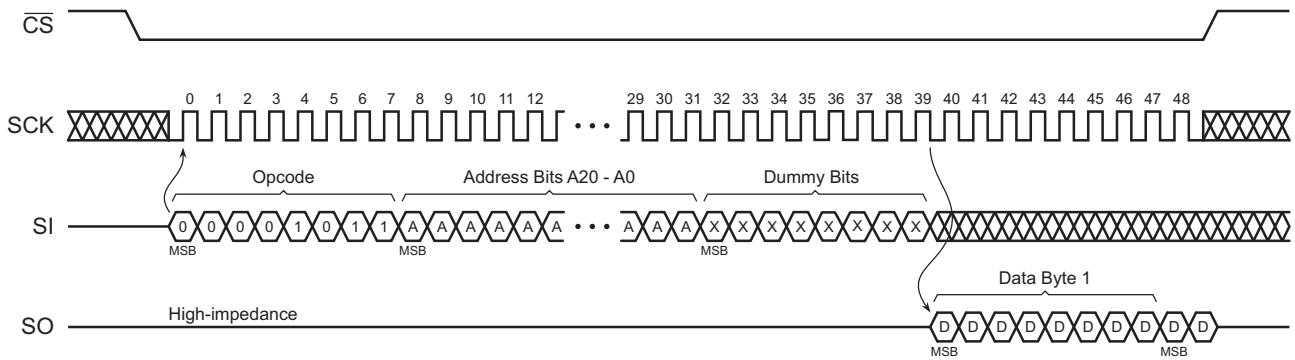 CS
0 1 2 3 4 5 6 7 8 9 10 11 12 29 30 31 32 33 34 35 36 37 38 39 40 41 42 43 44 45 46 47 48
SCK
Opcode Address Bits A20 - A0 Dummy Bits
SI 0 0 0 0 1 0 1 1 A A A A A A A A A X X X X X X X X
MSB MSB MSB
Data Byte 1
High-impedance
SO D D D D D D D D D D
MSB MSB